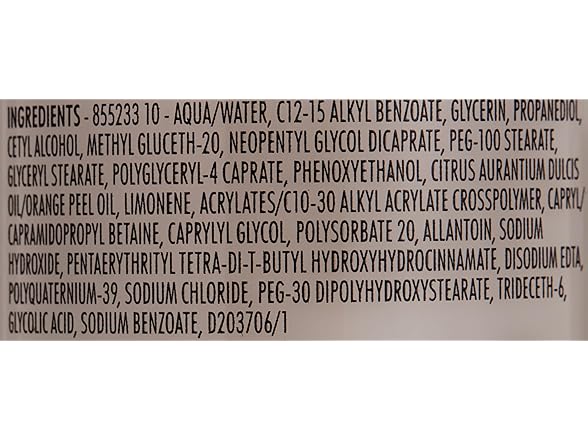 INGREDIENTS - 855233 10 - AQUA/WATER, C12-15 ALKYL BENZOATE, GLYCERIN, PROPANEDIOL,
CETYL ALCOHOL, METHYL GLUCETH-20, NEOPENTYL GLYCOL DICAPRATE, PEG-100 STEARATE,
GLYCERYL STEARATE, POLYGLYCERYL-4 CAPRATE, PHENOXYETHANOL, CITRUS AURANTIUM DULCIS
OIL/ORANGE PEEL OIL, LIMONENE, ACRYLATES/C10-30 ALKYL ACRYLATE CROSSPOLYMER, CAPRYL/
CAPRAMIDOPROPYL BETAINE, CAPRYLYL GLYCOL, POLYSORBATE 20, ALLANTOIN, SODIUM
HYDROXIDE, PENTAERYTHRITYL TETRA-DI-T-BUTYL HYDROXYHYDROCINNAMATE, DISODIUM EDTA,
POLYQUATERNIUM-39, SODIUM CHLORIDE, PEG-30 DIPOLYHYDROXYSTEARATE, TRIDECETH-6,
GLYCOLIC ACID, SODIUM BENZOATE, D203706/1